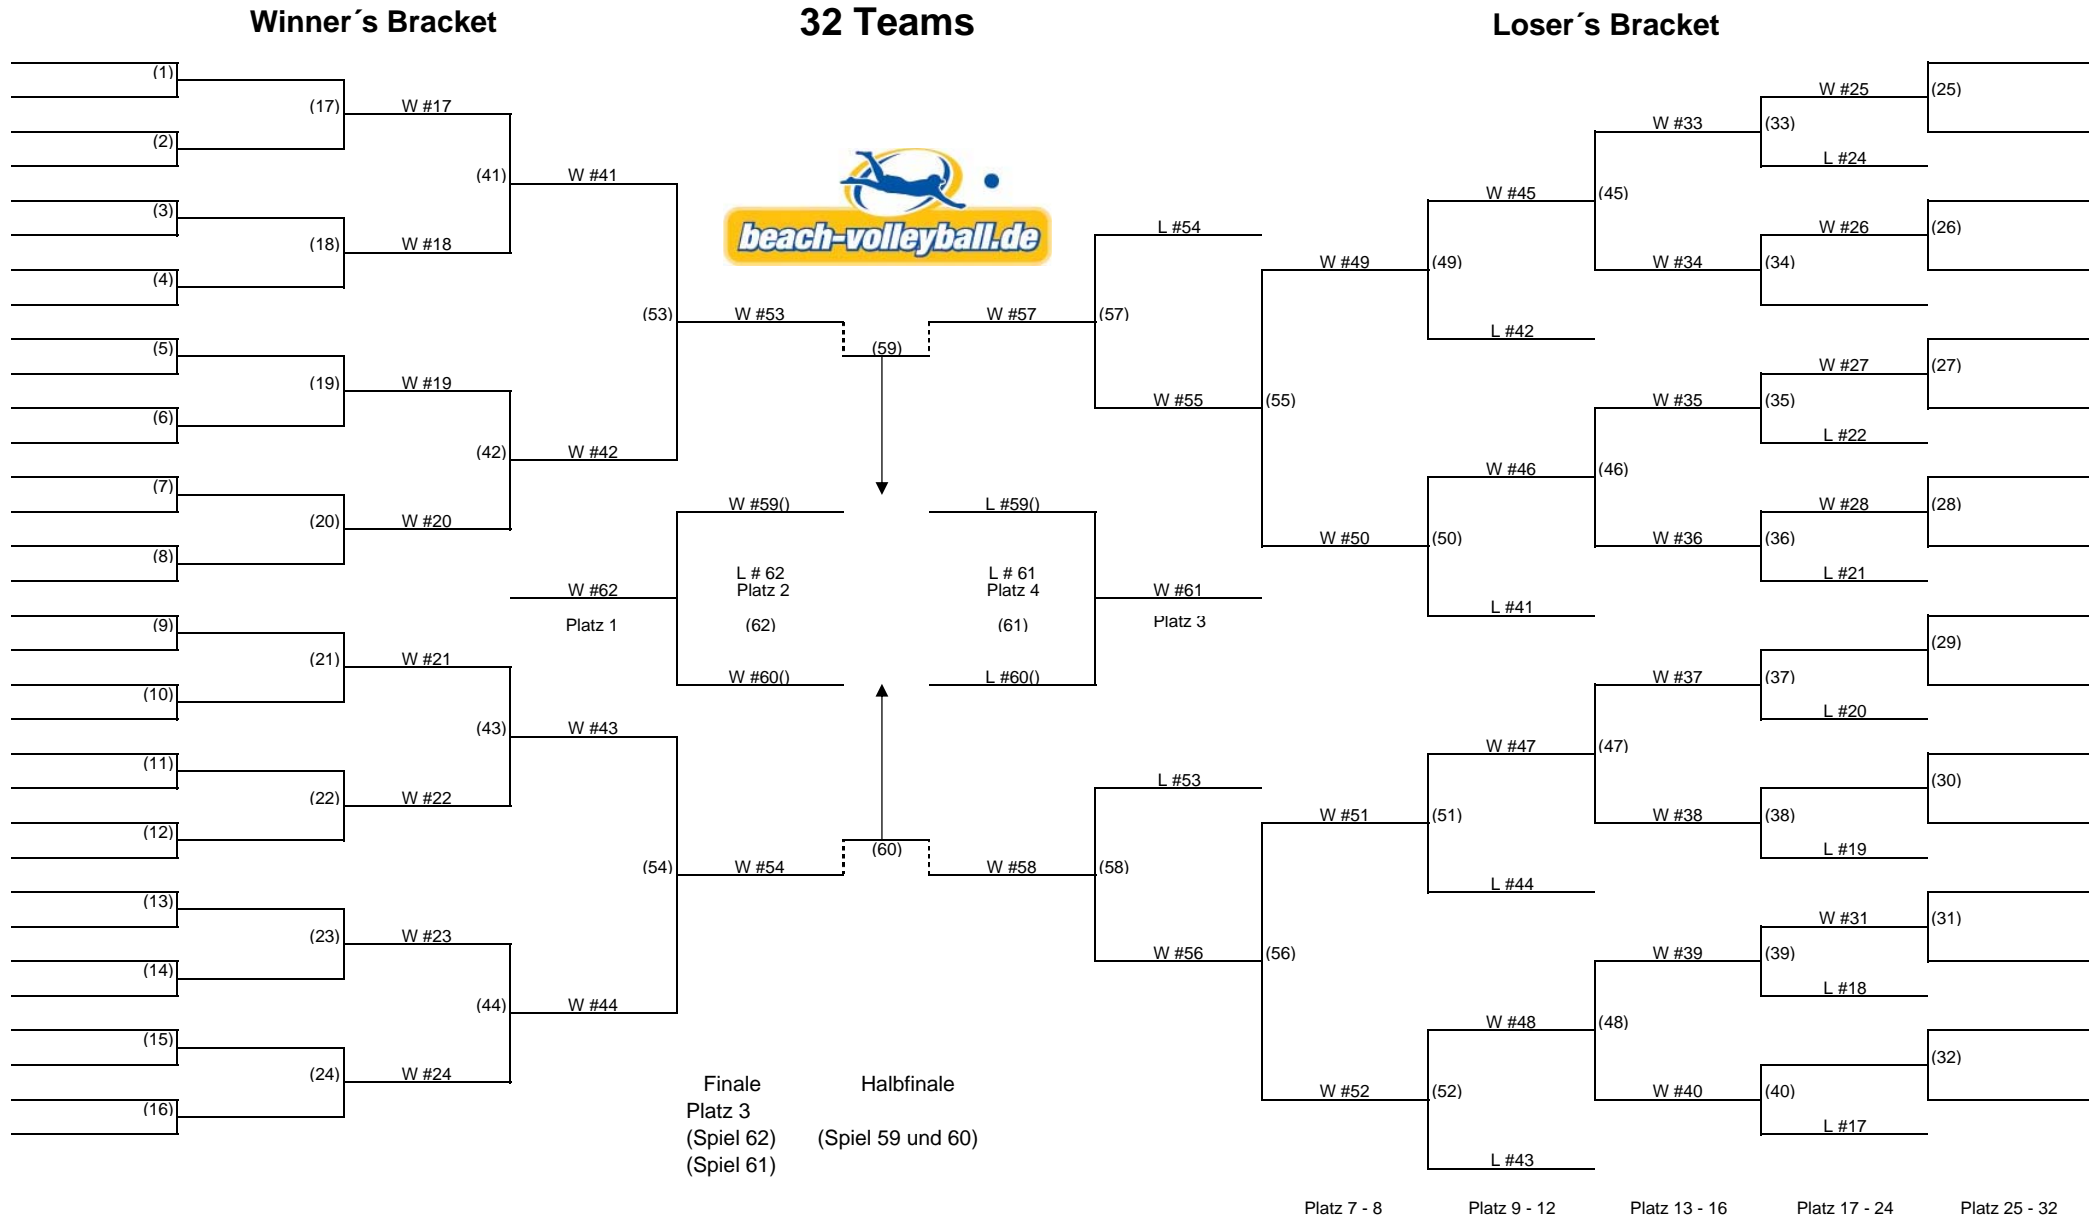 Winner´s Bracket
32 Teams
Loser´s Bracket
(1)
(2)
(3)
(4)
(5)
(6)
(7)
(8)
(9)
(10)
(11)
(12)
(13)
(14)
(15)
(16)
(17)
(18)
(19)
(20)
(21)
(22)
(23)
(24)
W #17
W #18
W #19
W #20
W #21
W #22
W #23
W #24
(41)
(42)
(43)
(44)
W #41
W #42
W #62
Platz 1
W #43
W #44
(53)
(54)
beach-volleyball.de
W #53
(59)
W #57
W #59()
L #59()
L # 62
Platz 2
(62)
L # 61
Platz 4
(61)
W #60()
L #60()
W #54
(60)
W #58
Finale
Halbfinale
Platz 3
(Spiel 62)
(Spiel 59 und 60)
(Spiel 61)
(57)
(58)
L #54
W #55
W #61
Platz 3
L #53
W #56
(55)
(56)
W #49
W #50
W #51
W #52
(49)
(50)
(51)
(52)
W #45
L #42
W #46
L #41
W #47
L #44
W #48
L #43
(45)
(46)
(47)
(48)
W #33
W #34
W #35
W #36
W #37
W #38
W #39
W #40
(33)
(34)
(35)
(36)
(37)
(38)
(39)
(40)
W #25
L #24
W #26
W #27
L #22
W #28
L #21
L #20
L #19
W #31
L #18
L #17
(25)
(26)
(27)
(28)
(29)
(30)
(31)
(32)
Platz 7 - 8
Platz 9 - 12
Platz 13 - 16
Platz 17 - 24
Platz 25 - 32